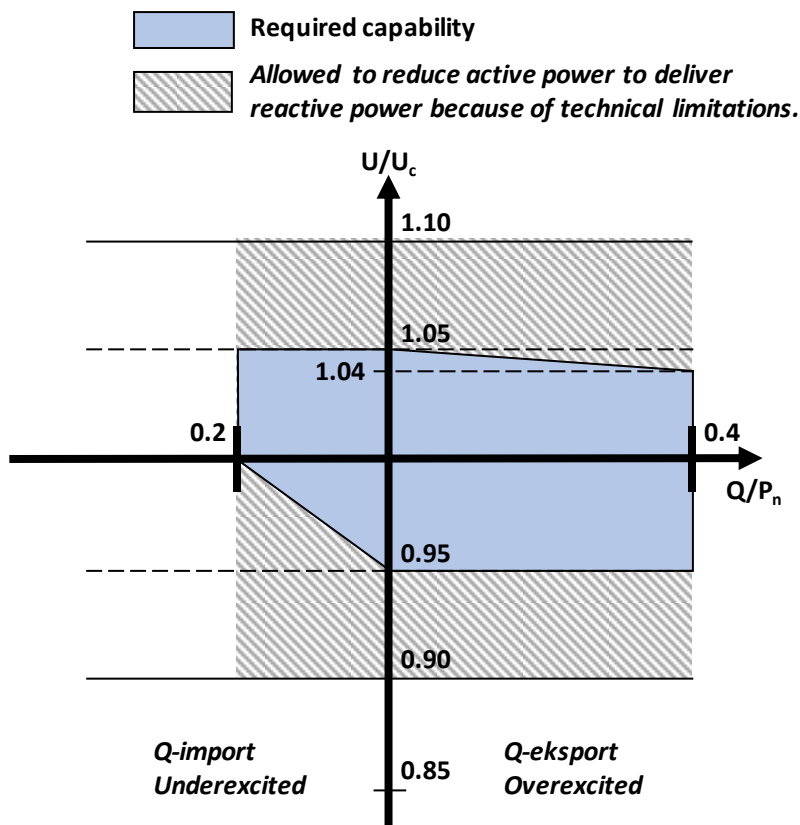 Required capability
Allowed to reduce active power to deliver
reactive power because of technical limitations.
U/Uc
1.10
1.05
1.04
0.2
0.4
Q/Pn
0.95
0.90
Q-import
Underexcited
Q-eksport
Overexcited
0.85